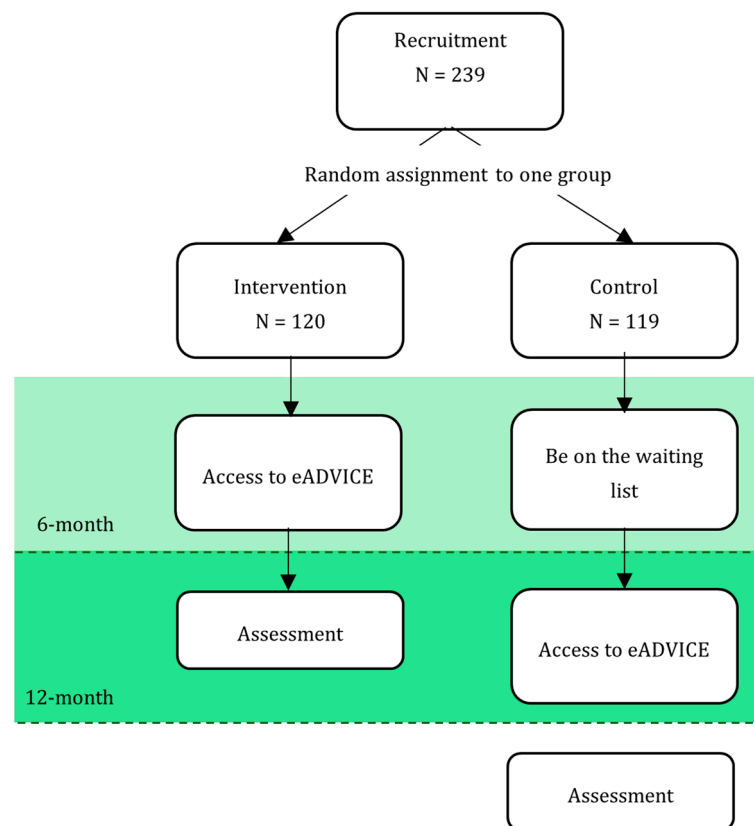 Recruitment
N = 239
Random assignment to one group
Intervention
N = 120
Control
N = 119
Access to eADVICE
Be on the waiting
list
6-month
Assessment
Access to eADVICE
12-month
Assessment